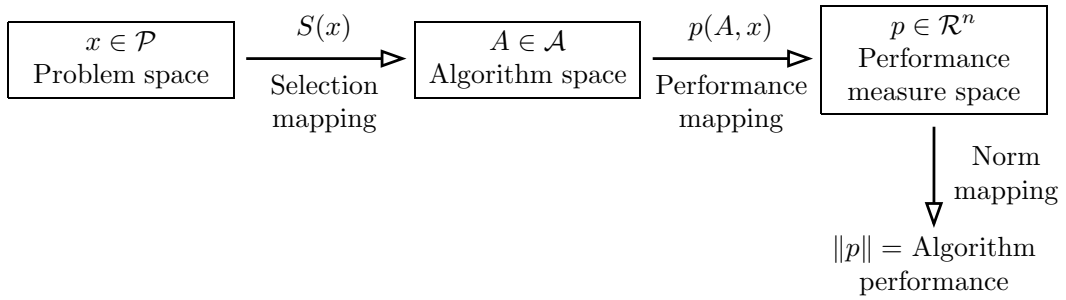 x ∈ 𝒫
Problem space
S(x)
Selection
mapping
A ∈ 𝒜
Algorithm space
p(A, x)
Performance
mapping
p ∈ ℛⁿ
Performance
measure space
Norm
mapping
‖p‖ = Algorithm
performance